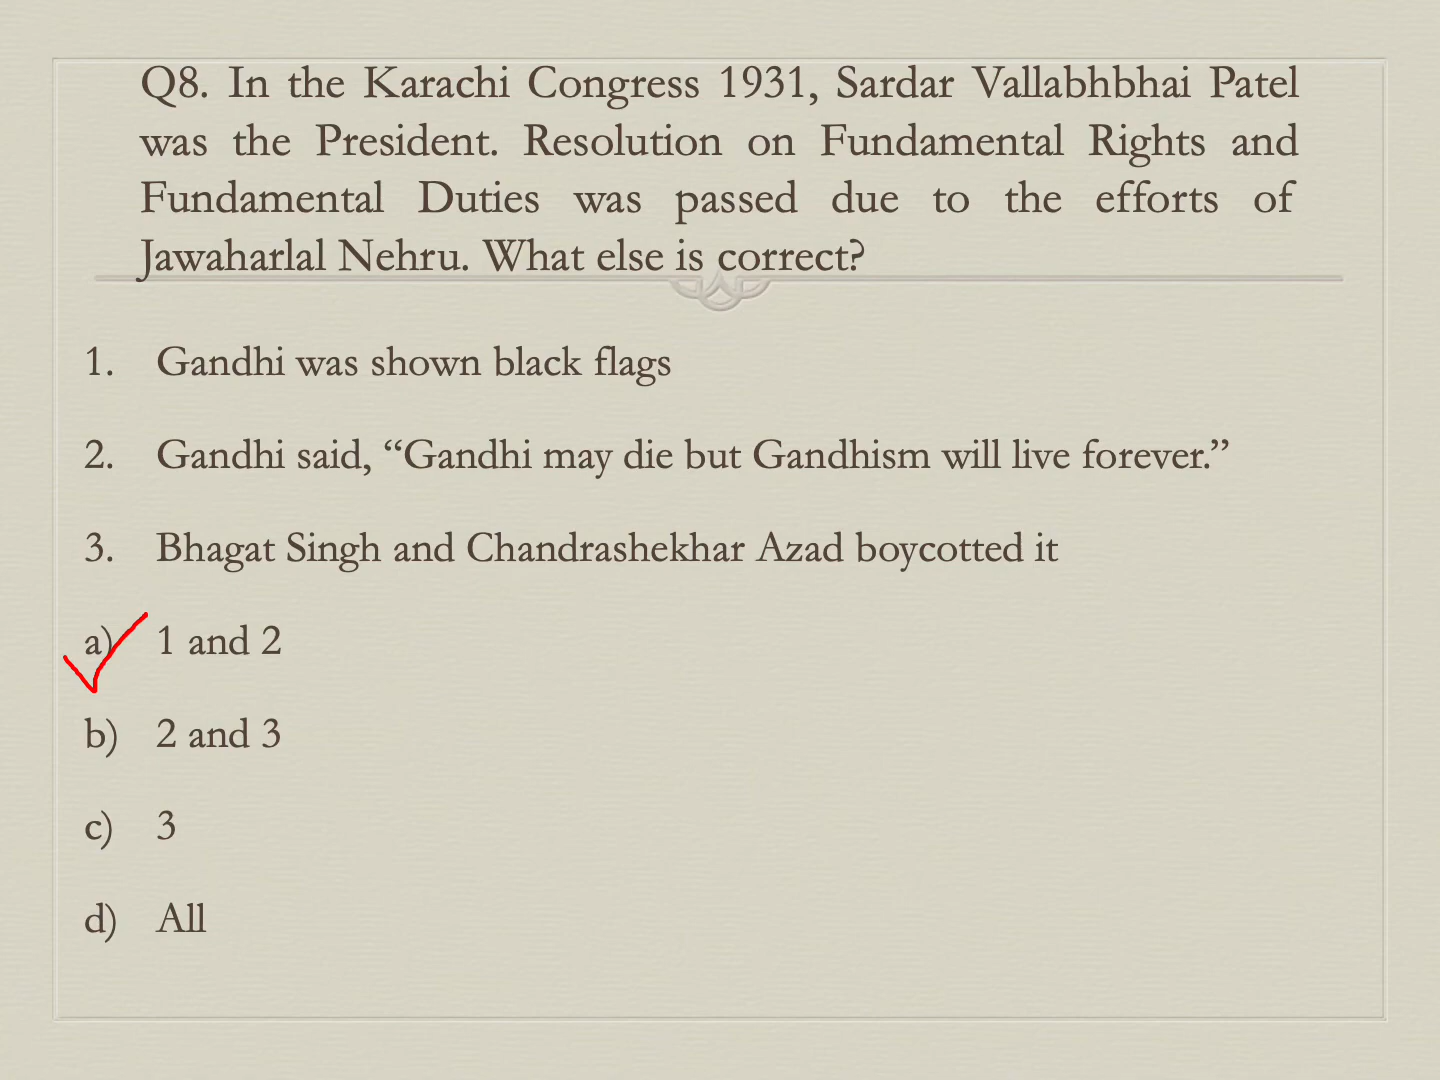 Q8. In the Karachi Congress 1931, Sardar Vallabhbhai Patel
was the President. Resolution on Fundamental Rights and
Fundamental Duties was passed due to the efforts of
Jawaharlal Nehru. What else is correct?
1. Gandhi was shown black flags
2. Gandhi said, “Gandhi may die but Gandhism will live forever.”
3. Bhagat Singh and Chandrashekhar Azad boycotted it
a) 1 and 2
b) 2 and 3
c) 3
d) All